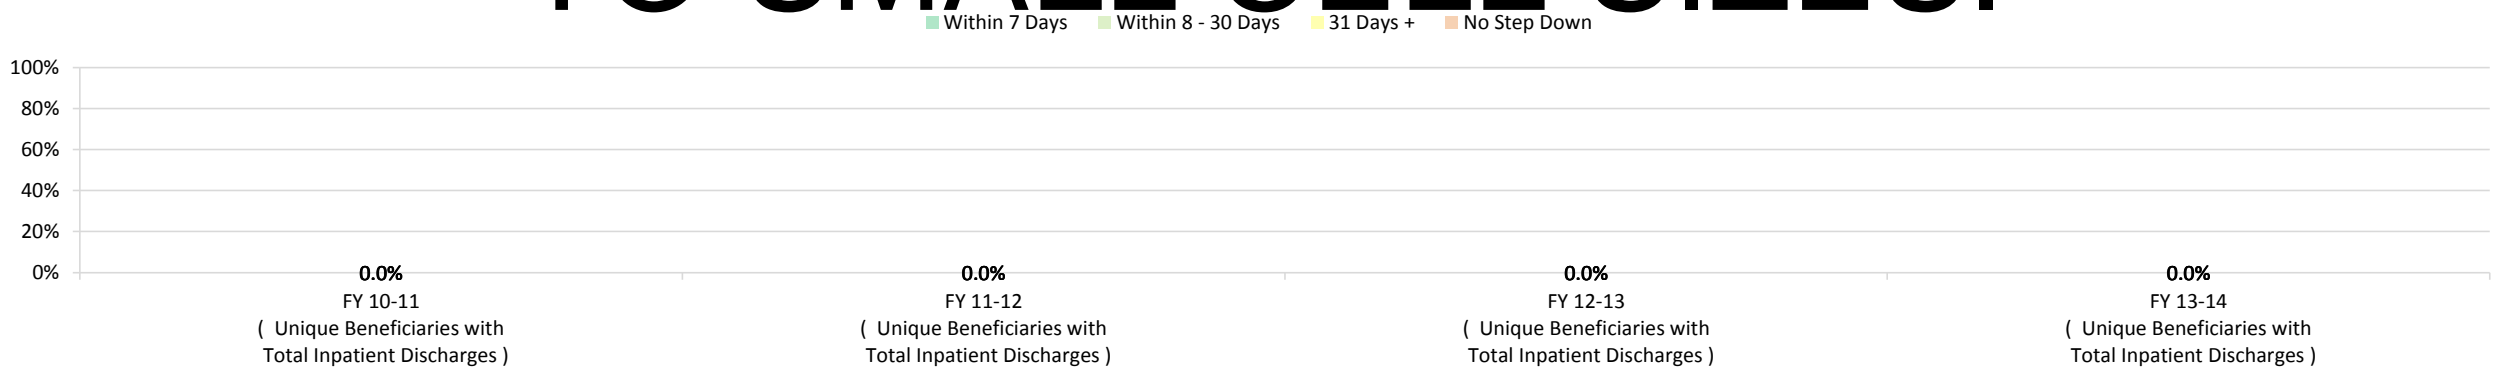 Within 7 Days Within 8 - 30 Days 31 Days + No Step Down
100%
80%
60%
40%
20%
0%
0.0% 0.0% 0.0% 0.0%
FY 10-11 FY 11-12 FY 12-13 FY 13-14
( Unique Beneficiaries with ( Unique Beneficiaries with ( Unique Beneficiaries with ( Unique Beneficiaries with
Total Inpatient Discharges ) Total Inpatient Discharges ) Total Inpatient Discharges ) Total Inpatient Discharges )